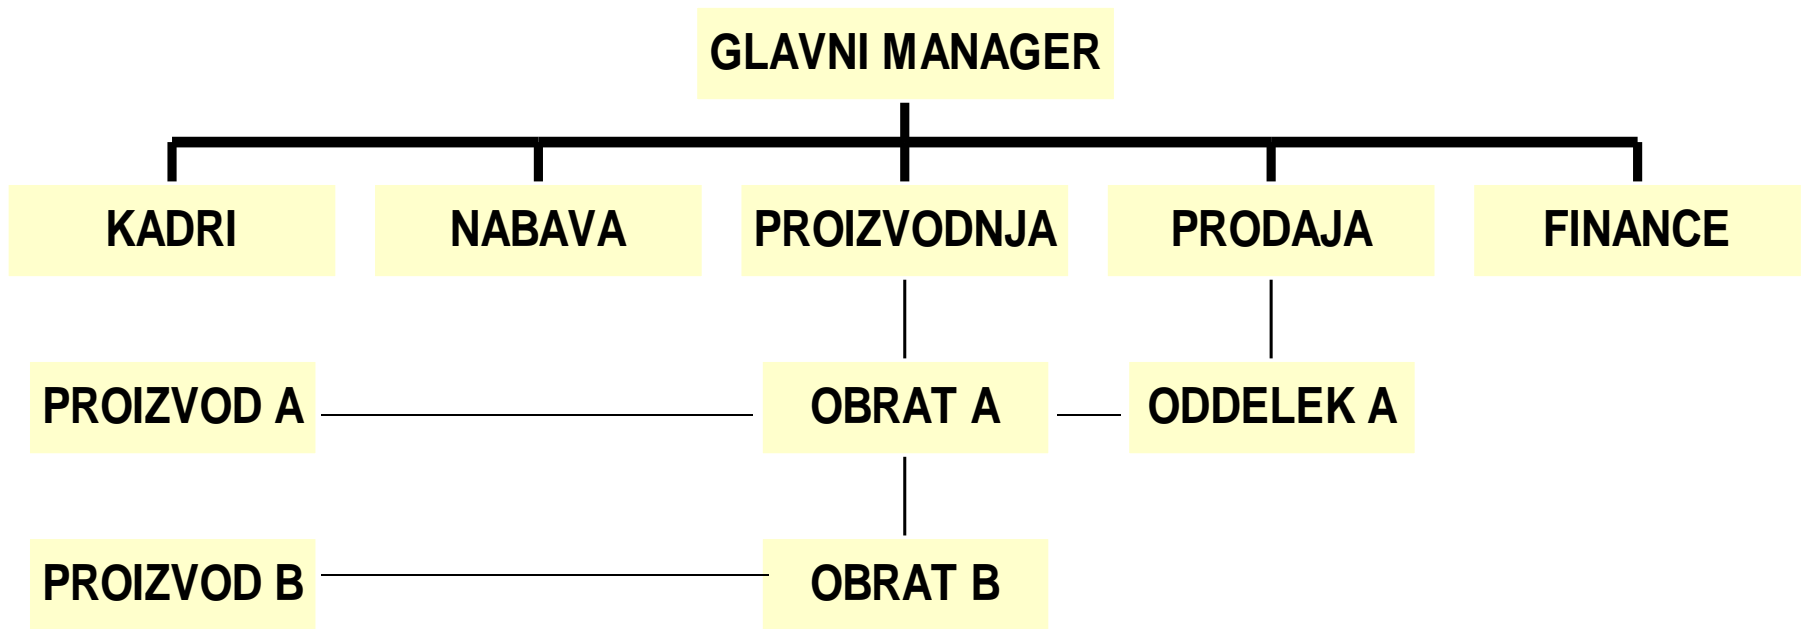 GLAVNI MANAGER
KADRI
NABAVA
PROIZVODNJA
PRODAJA
FINANCE
PROIZVOD A
OBRAT A
ODDELEK A
PROIZVOD B
OBRAT B